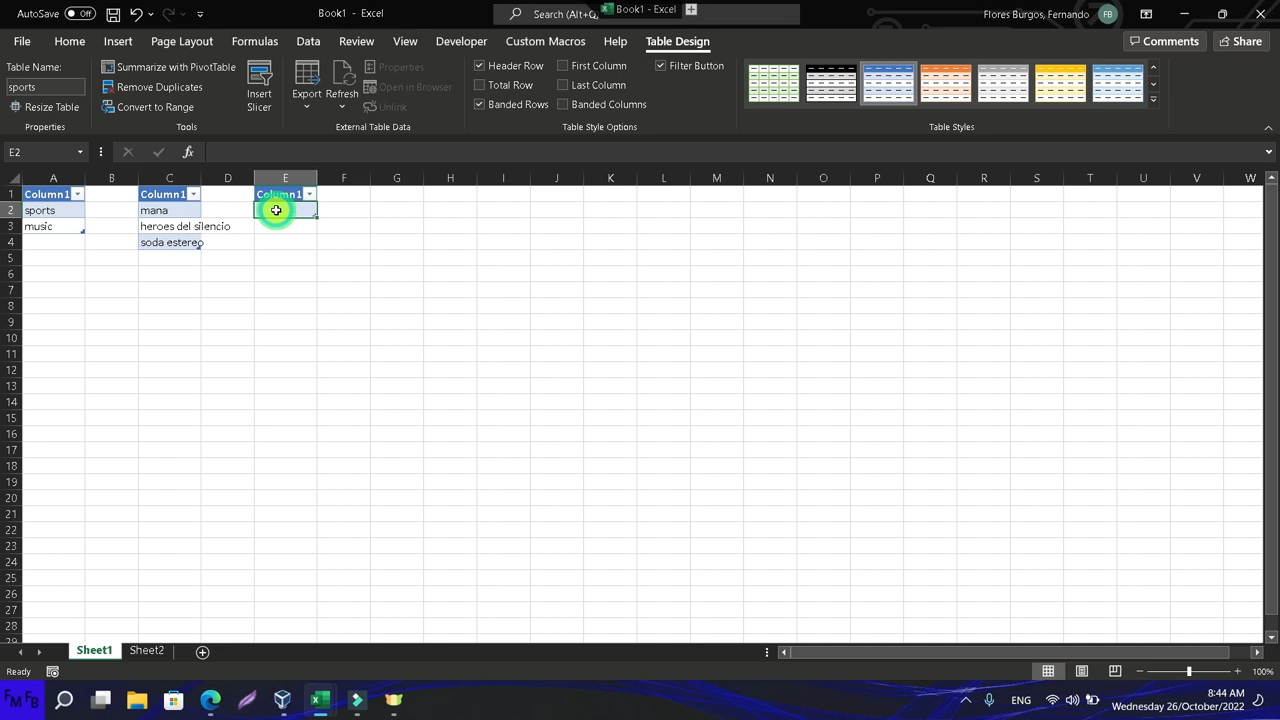 AutoSave Off Book1 - Excel Search (Alt+Q) Book1 - Excel Flores Burgos, Fernando FB
File Home Insert Page Layout Formulas Data Review View Developer Custom Macros Help Table Design Comments Share
Table Name:
sports
Resize Table
Properties
Summarize with PivotTable
Remove Duplicates
Convert to Range
Tools
Insert
Slicer
Export Refresh
Properties
Open in Browser
Unlink
External Table Data
Header Row First Column Filter Button
Total Row Last Column
Banded Rows Banded Columns
Table Style Options
Table Styles
E2 fx
A B C D E F G H I J K L M N O P Q R S T U V W
1 Column1 Column1 Column1
2 sports mana
3 music heroes del silencio
4 soda estereo
5
6
7
8
9
10
11
12
13
14
15
16
17
18
19
20
21
22
23
24
25
26
27
28
29
Sheet1 Sheet2
Ready 100%
FM FB ENG 8:44 AM
Wednesday 26/October/2022